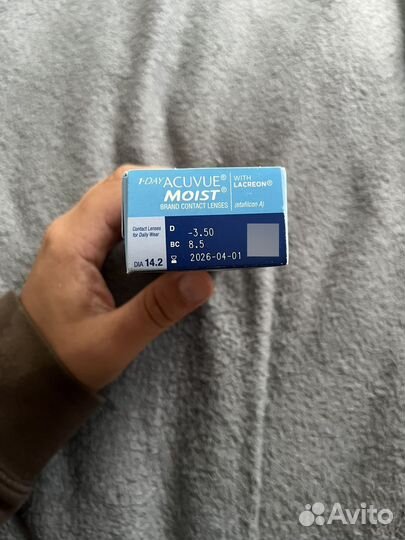 1-DAY ACUVUE®
MOIST®
BRAND CONTACT LENSES
WITH
LACREON®
(etafilcon A)
Contact Lenses
for Daily Wear
DIA 14.2
D -3.50
BC 8.5
2026-04-01
Avito